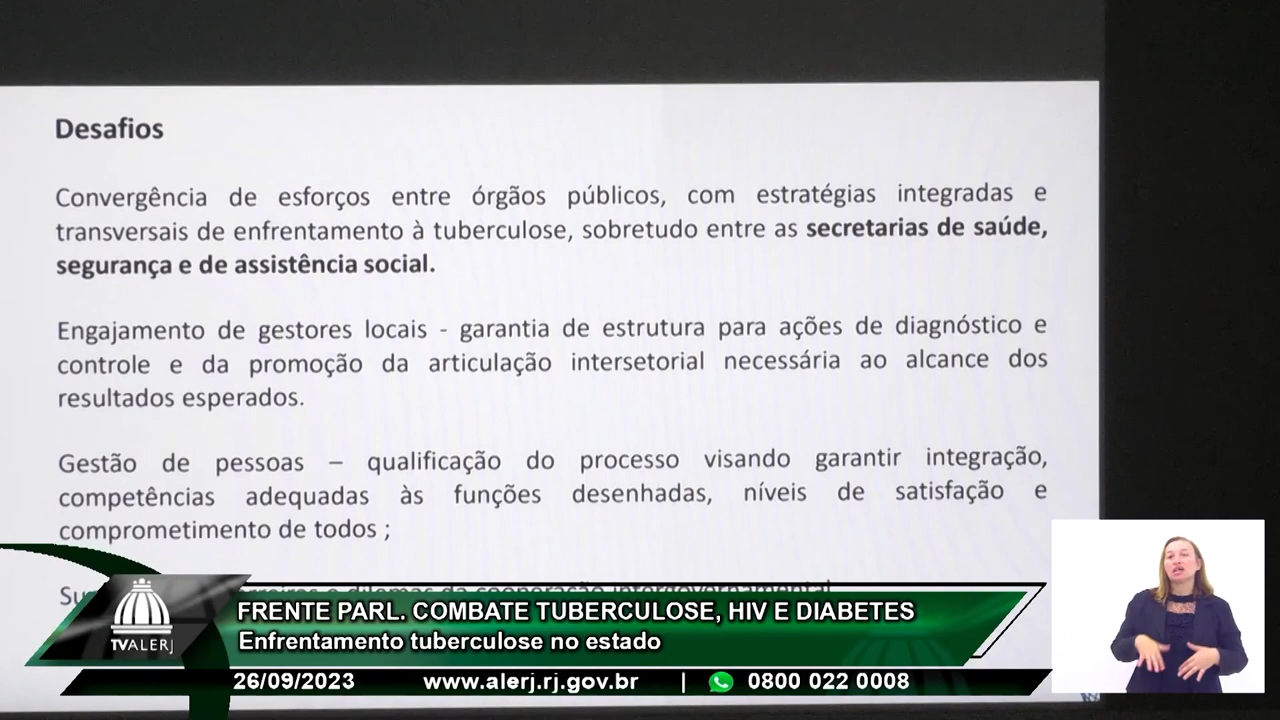 Desafios
Convergência de esforços entre órgãos públicos, com estratégias integradas e
transversais de enfrentamento à tuberculose, sobretudo entre as secretarias de saúde,
segurança e de assistência social.
Engajamento de gestores locais - garantia de estrutura para ações de diagnóstico e
controle e da promoção da articulação intersetorial necessária ao alcance dos
resultados esperados.
Gestão de pessoas – qualificação do processo visando garantir integração,
competências adequadas às funções desenhadas, níveis de satisfação e
comprometimento de todos ;
e dilemas da cooperação intergovernamental
TVALERJ
FRENTE PARL. COMBATE TUBERCULOSE, HIV E DIABETES
Enfrentamento tuberculose no estado
26/09/2023 www.alerj.rj.gov.br | 0800 022 0008